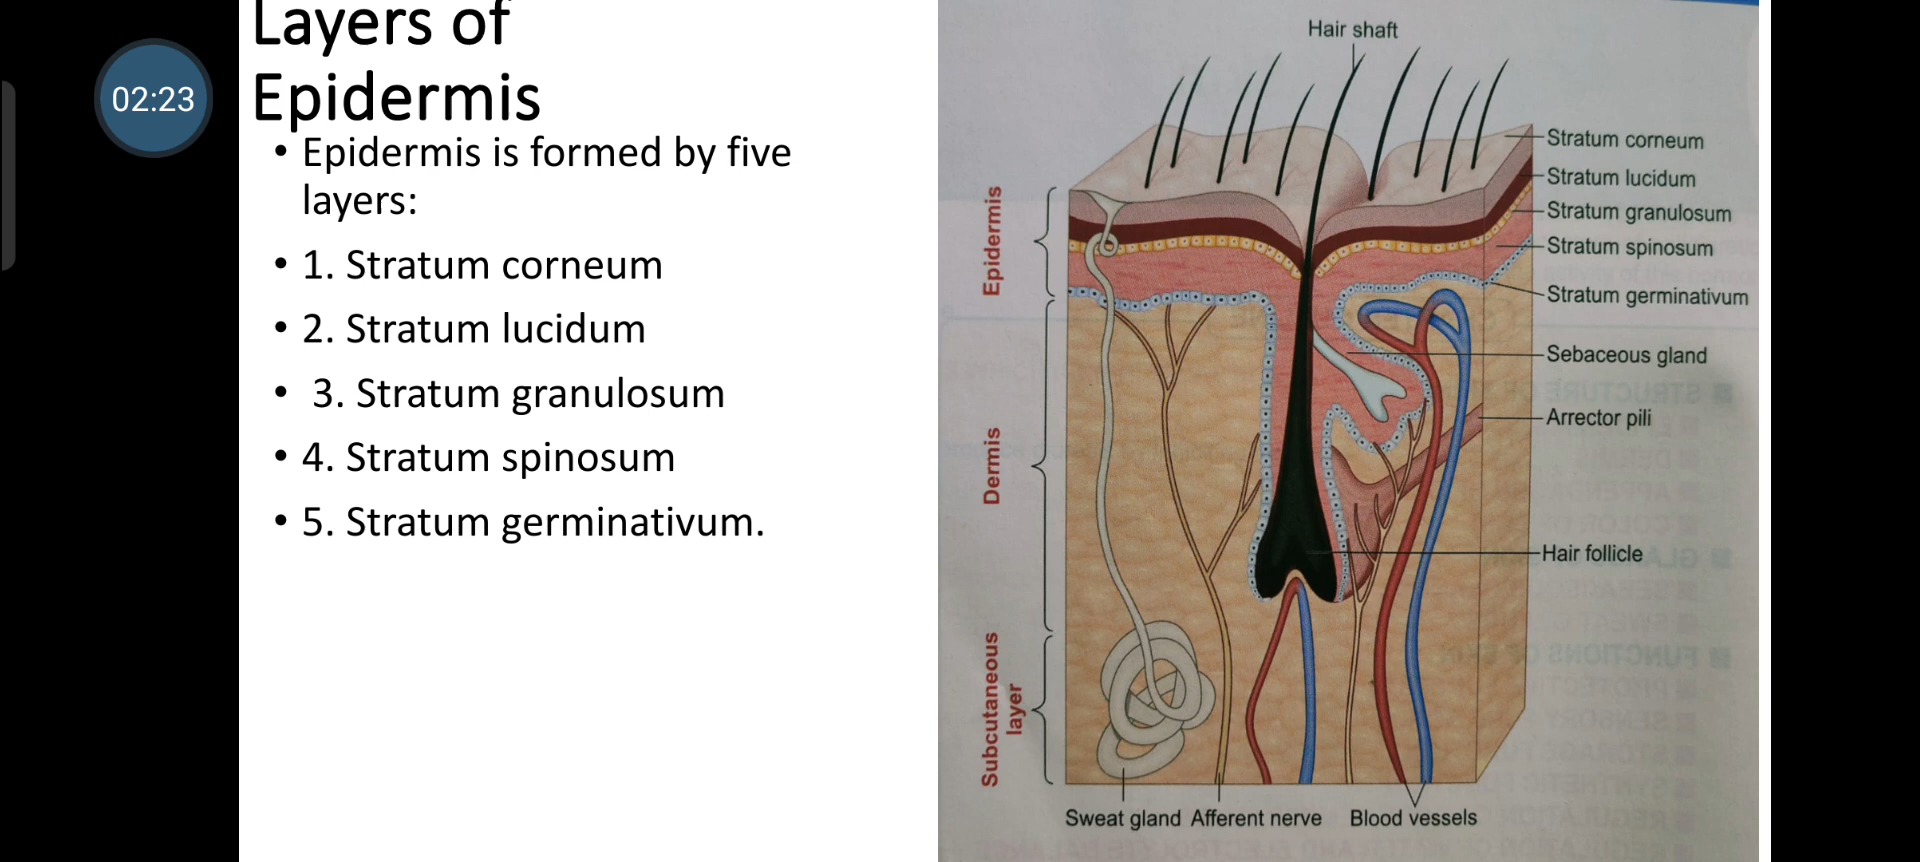 02:23
Layers of
Epidermis
• Epidermis is formed by five
layers:
• 1. Stratum corneum
• 2. Stratum lucidum
• 3. Stratum granulosum
• 4. Stratum spinosum
• 5. Stratum germinativum.
Hair shaft
Stratum corneum
Stratum lucidum
Stratum granulosum
Stratum spinosum
Stratum germinativum
Sebaceous gland
Arrector pili
Hair follicle
Epidermis
Dermis
Subcutaneous
layer
Sweat gland
Afferent nerve
Blood vessels